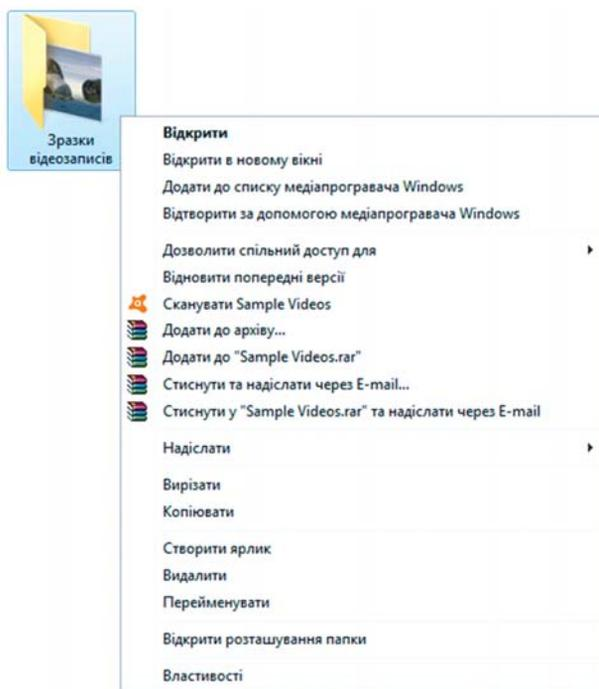 Зразки
відеозаписів
Відкрити
Відкрити в новому вікні
Додати до списку медіапрогравача Windows
Відтворити за допомогою медіапрогравача Windows
Дозволити спільний доступ для
Відновити попередні версії
Сканувати Sample Videos
Додати до архіву...
Додати до "Sample Videos.rar"
Стиснути та надіслати через E-mail...
Стиснути у "Sample Videos.rar" та надіслати через E-mail
Надіслати
Вирізати
Копіювати
Створити ярлик
Видалити
Перейменувати
Відкрити розташування папки
Властивості